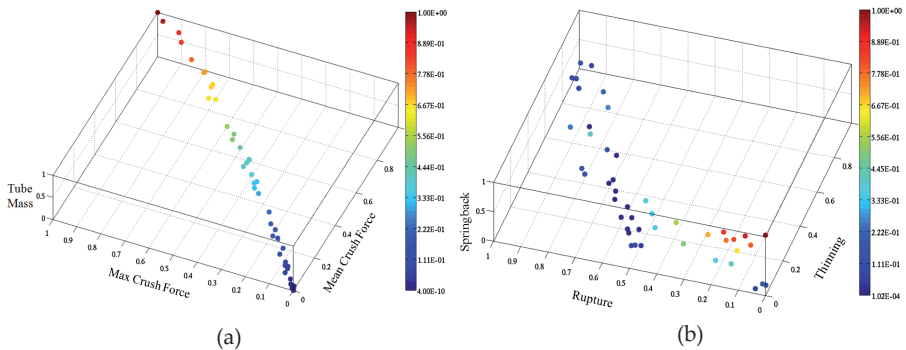 1.00E+00
8.89E-01
7.78E-01
6.67E-01
5.56E-01
4.44E-01
3.33E-01
2.22E-01
1.11E-01
4.00E-10
Tube
Mass
1
0.5
0
1
0.9
0.8
0.7
0.6
0.5
0.4
0.3
0.2
0.1
0
Max Crush Force
0
0.2
0.4
0.6
0.8
Mean Crush Force
(a)
1.00E+00
8.89E-01
7.78E-01
6.67E-01
5.56E-01
4.44E-01
3.33E-01
2.22E-01
1.11E-01
1.02E-04
Springback
1
0.5
0
1
0.9
0.8
0.7
0.6
0.5
0.4
0.3
0.2
0.1
0
Rupture
0
0.2
0.4
0.6
0.8
Thinning
(b)